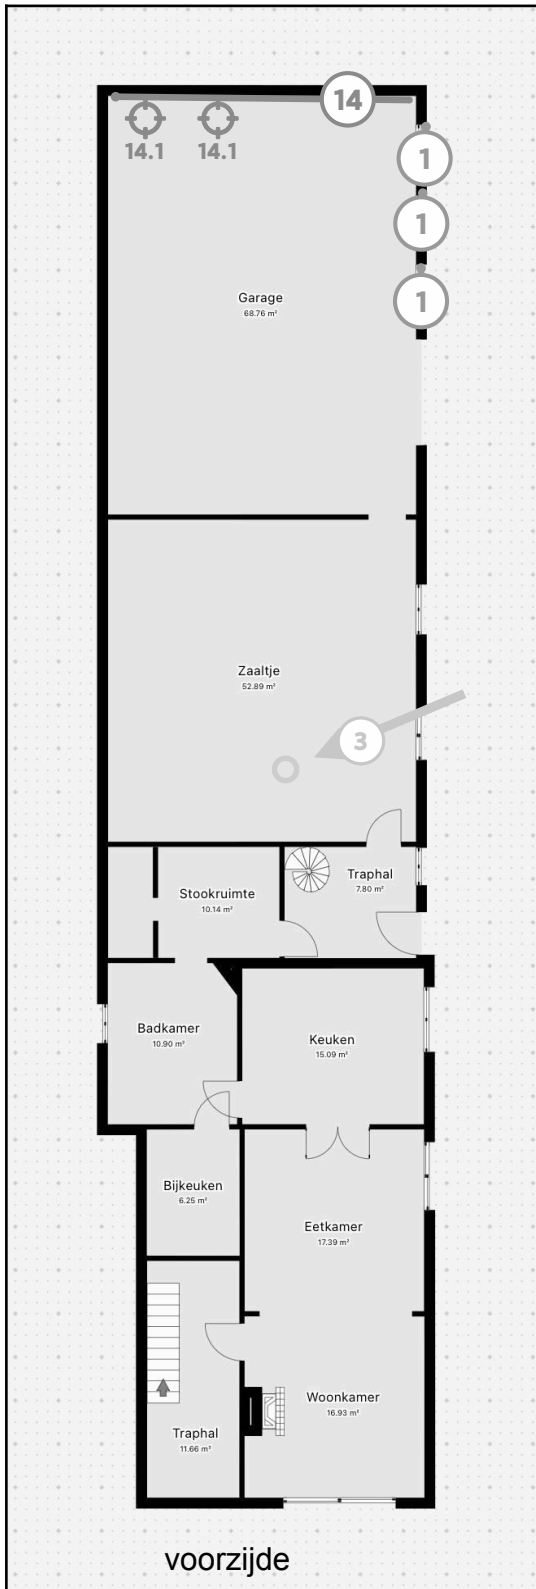 14
14.1 14.1
1
1
1
Garage
68.76 m²
Zaaltje
52.89 m²
3
Traphal
7.80 m²
Stookruimte
10.14 m²
Badkamer
10.90 m²
Keuken
15.09 m²
Bijkeuken
6.25 m²
Eetkamer
17.39 m²
Woonkamer
16.93 m²
Traphal
11.66 m²
voorzijde